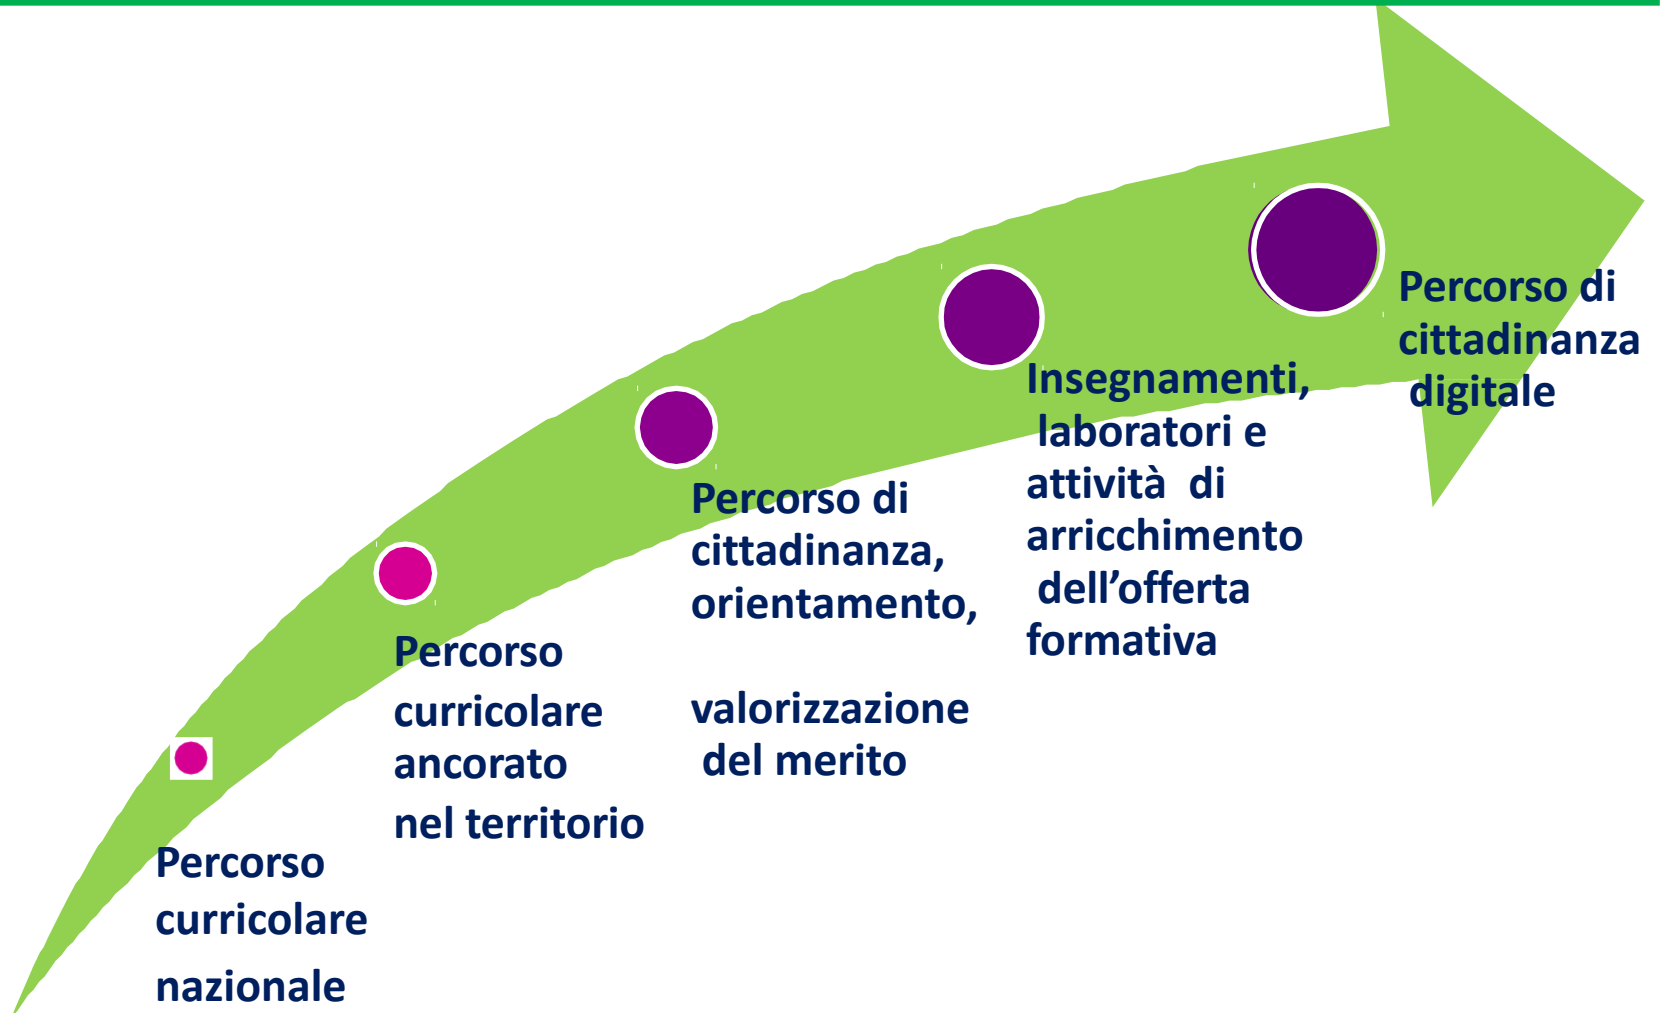 Percorso
curricolare
nazionale
Percorso
curricolare
ancorato
nel territorio
Percorso di
cittadinanza,
orientamento,
valorizzazione
del merito
Insegnamenti,
laboratori e
attività di
arricchimento
dell’offerta
formativa
Percorso di
cittadinanza
digitale